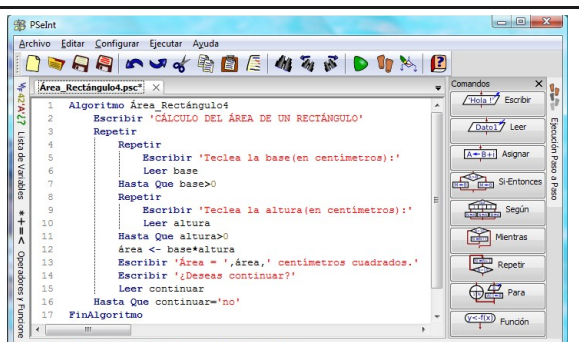 PSeInt
Archivo Editar Configurar Ejecutar Ayuda
Área_Rectángulo4.psc*
1 Algoritmo Área_Rectángulo4
2 Escribir 'CÁLCULO DEL ÁREA DE UN RECTÁNGULO'
3 Repetir
4 Repetir
5 Escribir 'Teclea la base(en centímetros):'
6 Leer base
7 Hasta Que base>0
8 Repetir
9 Escribir 'Teclea la altura(en centímetros):'
10 Leer altura
11 Hasta Que altura>0
12 área <- base*altura
13 Escribir 'Área = ',área,' centímetros cuadrados.'
14 Escribir '¿Deseas continuar?'
15 Leer continuar
16 Hasta Que continuar='no'
17 FinAlgoritmo
Lista de Variables
Operadores y Funcione
Comandos
'Hola !' Escribir
Dato1 Leer
A←B+1 Asignar
Si-Entonces
Según
Mientras
Repetir
Para
y<-f(x) Función
Ejecución Paso a Paso